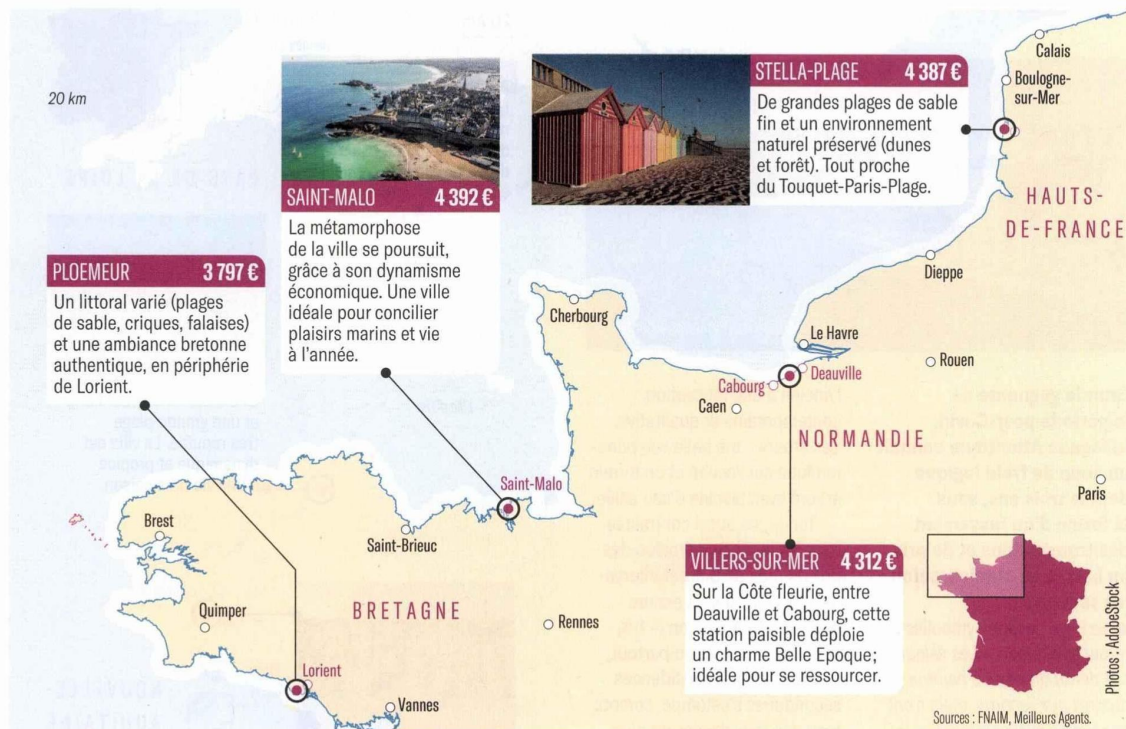 20 km
SAINT-MALO 4 392 €
La métamorphose
de la ville se poursuit,
grâce à son dynamisme
économique. Une ville
idéale pour concilier
plaisirs marins et vie
à l'année.
STELLA-PLAGE 4 387 €
De grandes plages de sable
fin et un environnement
naturel préservé (dunes
et forêt). Tout proche
du Touquet-Paris-Plage.
PLOEMEUR 3 797 €
Un littoral varié (plages
de sable, criques, falaises)
et une ambiance bretonne
authentique, en périphérie
de Lorient.
VILLERS-SUR-MER 4 312 €
Sur la Côte fleurie, entre
Deauville et Cabourg, cette
station paisible déploie
un charme Belle Epoque;
idéale pour se ressourcer.
Calais
Boulogne-
sur-Mer
HAUTS-
DE-FRANCE
Dieppe
Cherbourg
Le Havre
Rouen
Deauville
Cabourg
Caen
NORMANDIE
Paris
Saint-Malo
Brest
Saint-Brieuc
BRETAGNE
Quimper
Rennes
Lorient
Vannes
Photos : AdobeStock
Sources : FNAIM, Meilleurs Agents.